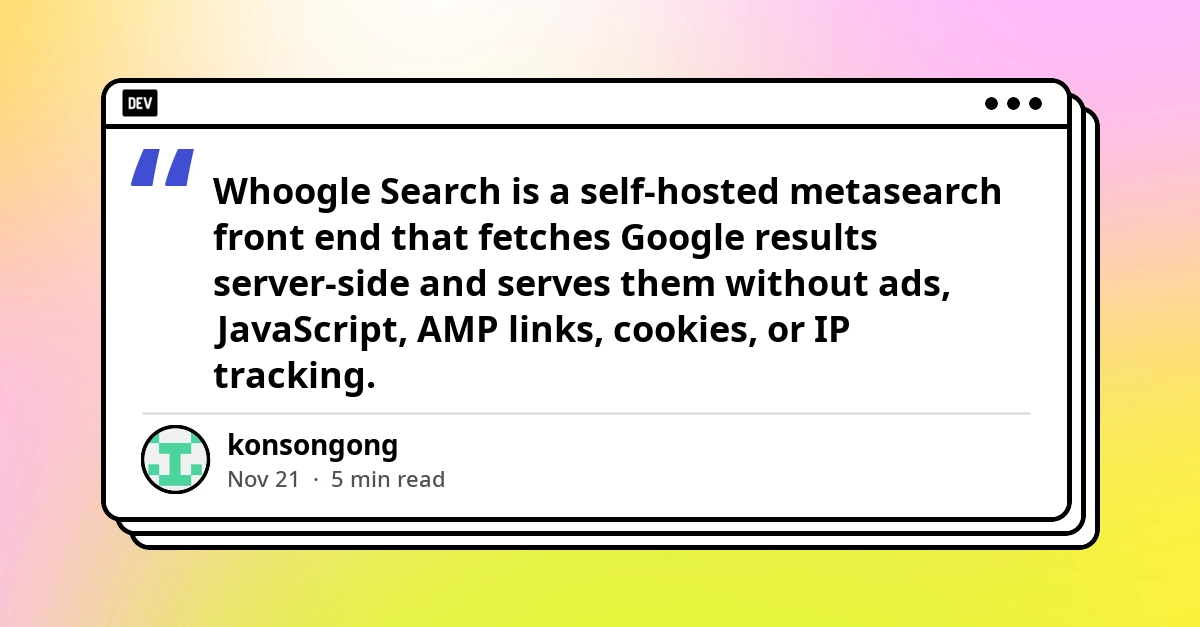 DEV
“
Whoogle Search is a self-hosted metasearch
front end that fetches Google results
server-side and serves them without ads,
JavaScript, AMP links, cookies, or IP
tracking.
konsongong
Nov 21 · 5 min read